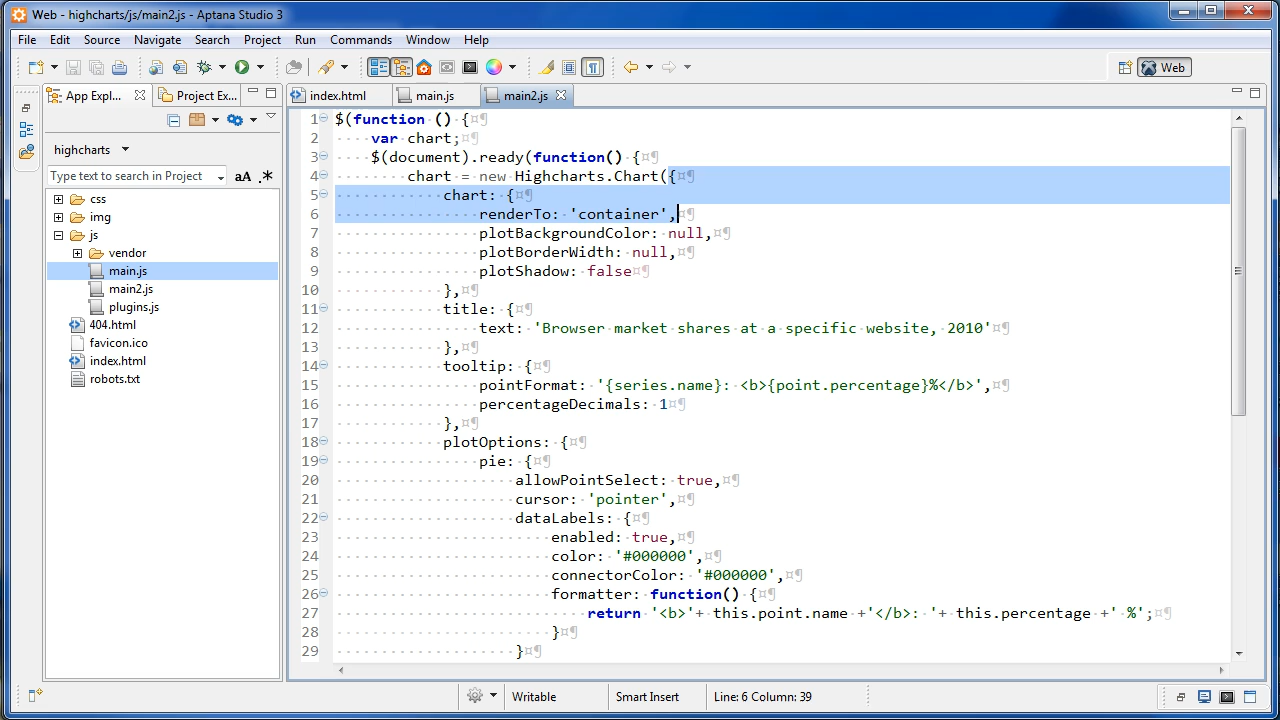 Web - highcharts/js/main2.js - Aptana Studio 3
File Edit Source Navigate Search Project Run Commands Window Help
Web
App Expl... Project Ex...
index.html main.js main2.js
highcharts
Type text to search in Project aA .*
css
img
js
vendor
main.js
main2.js
plugins.js
404.html
favicon.ico
index.html
robots.txt
1 $(function () {¤¶
2 ····var·chart;¤¶
3 ····$(document).ready(function()·{¤¶
4 ········chart·=·new·Highcharts.Chart({¤¶
5 ············chart:·{¤¶
6 ················renderTo:·'container',¤¶
7 ················plotBackgroundColor:·null,¤¶
8 ················plotBorderWidth:·null,¤¶
9 ················plotShadow:·false¤¶
10 ············},¤¶
11 ············title:·{¤¶
12 ················text:·'Browser·market·shares·at·a·specific·website,·2010'¤¶
13 ············},¤¶
14 ············tooltip:·{¤¶
15 ················pointFormat:·'{series.name}:·<b>{point.percentage}%</b>',¤¶
16 ················percentageDecimals:·1¤¶
17 ············},¤¶
18 ············plotOptions:·{¤¶
19 ················pie:·{¤¶
20 ····················allowPointSelect:·true,¤¶
21 ····················cursor:·'pointer',¤¶
22 ····················dataLabels:·{¤¶
23 ························enabled:·true,¤¶
24 ························color:·'#000000',¤¶
25 ························connectorColor:·'#000000',¤¶
26 ························formatter:·function()·{¤¶
27 ····························return·'<b>'+·this.point.name·+'</b>:·'+·this.percentage·+'·%';¤¶
28 ························}¤¶
29 ····················}¤¶
Writable Smart Insert Line: 6 Column: 39